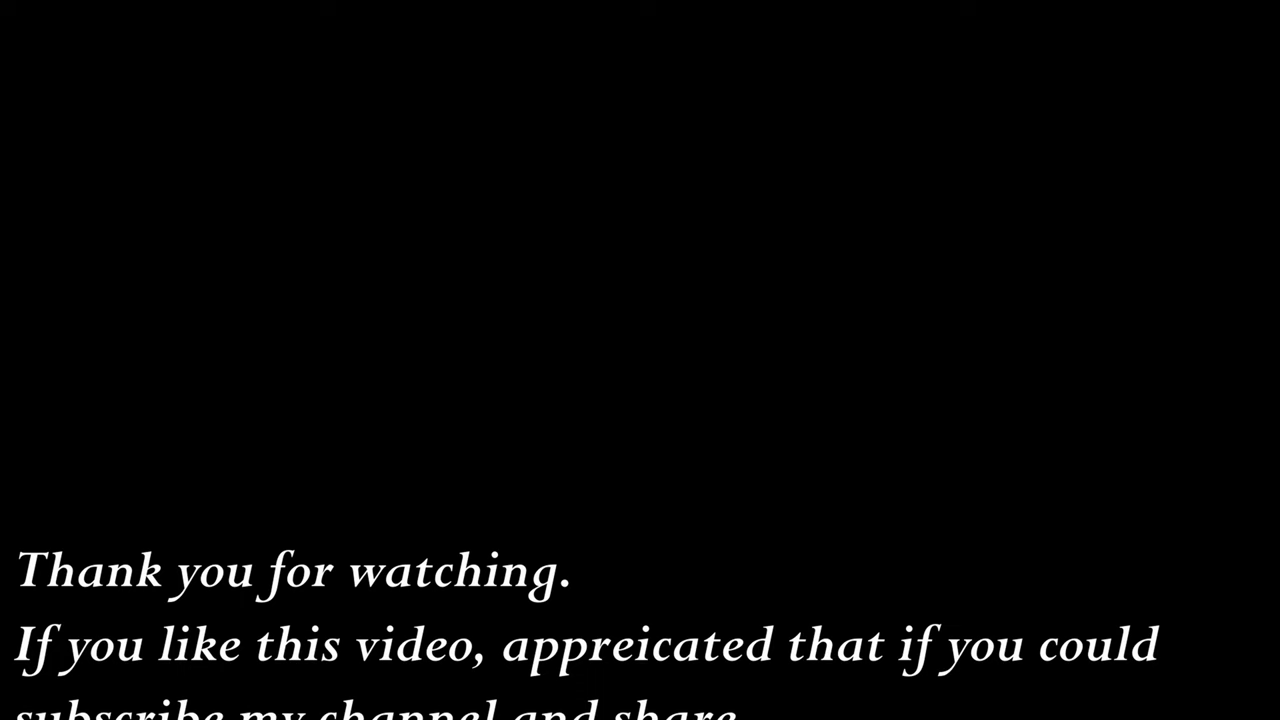 Thank you for watching.
If you like this video, appreicated that if you could
subscribe my channel and share